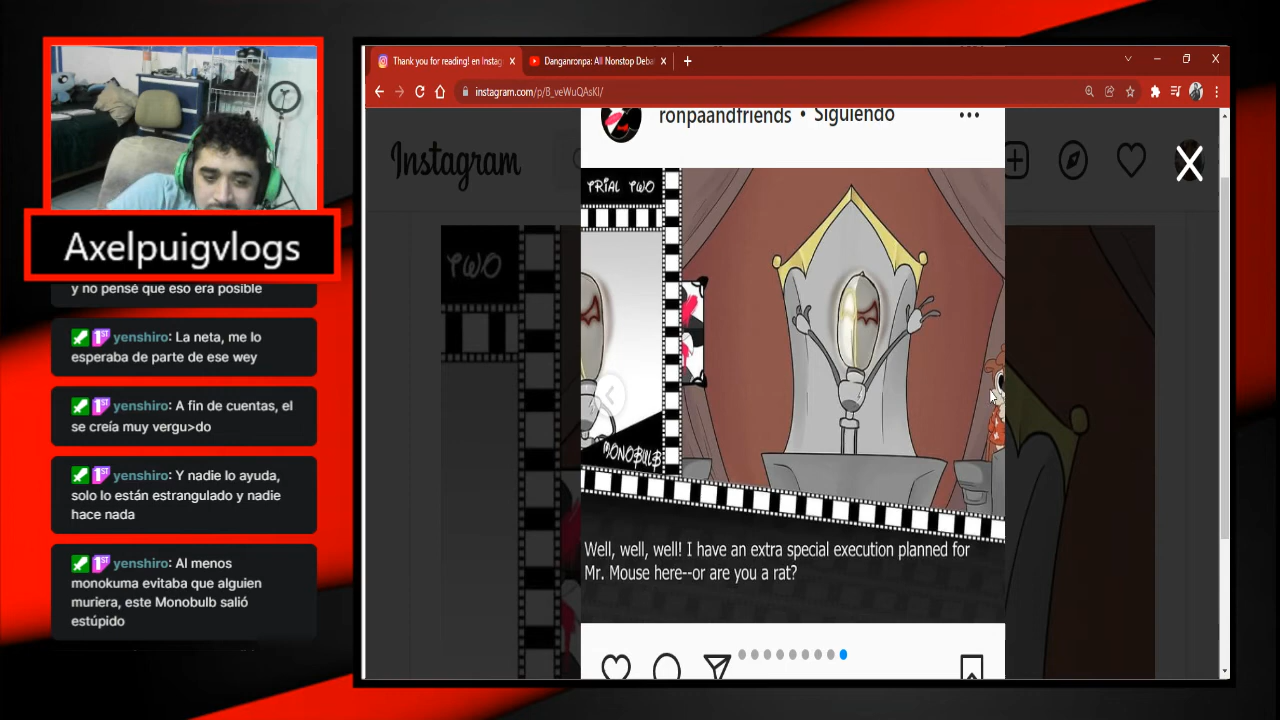 Axelpuigvlogs
y no pensé que eso era posible
yenshiro: La neta, me lo
esperaba de parte de ese wey
yenshiro: A fin de cuentas, el
se creía muy vergu>do
yenshiro: Y nadie lo ayuda,
solo lo están estrangulado y nadie
hace nada
yenshiro: Al menos
monokuma evitaba que alguien
muriera, este Monobulb salió
estúpido
Thank you for reading! en Instag
Danganronpa: All Nonstop Deba
instagram.com/p/B_veWuQAsKI/
ronpaandfriends • Siguiendo
Instagram
TRIAL TWO
TWO
MONOBULB
Well, well, well! I have an extra special execution planned for
Mr. Mouse here--or are you a rat?